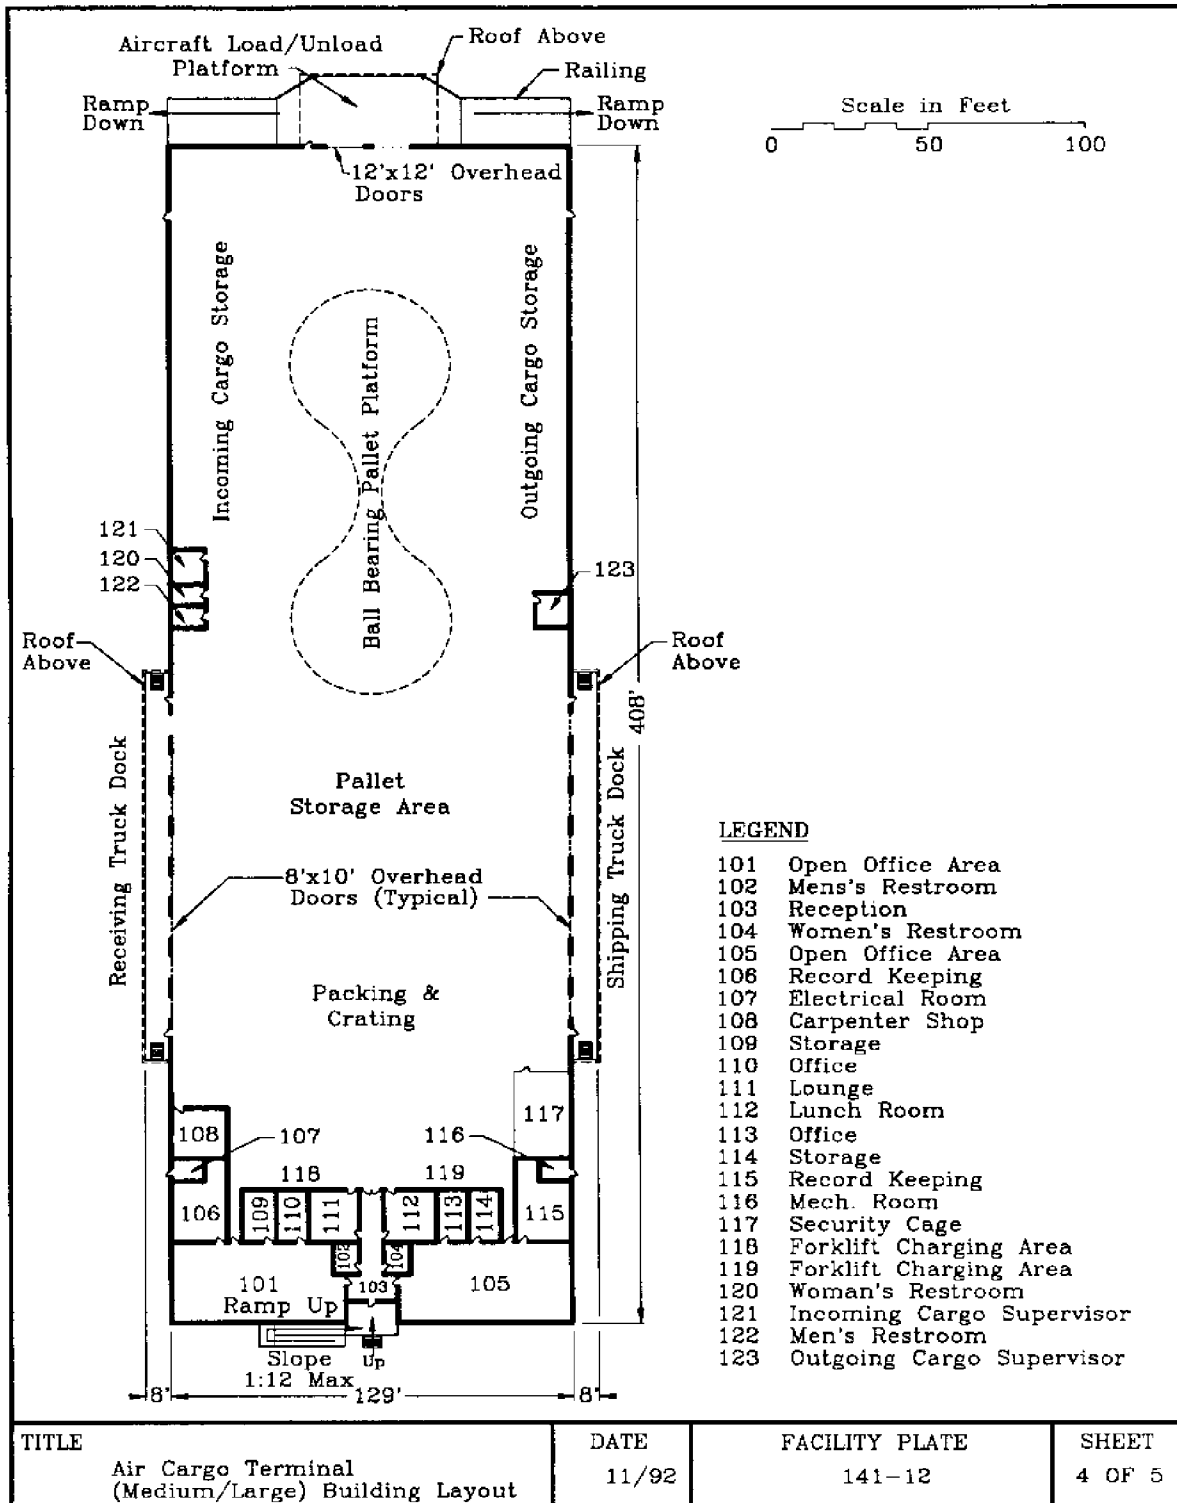 Aircraft Load/Unload
Platform
Roof Above
Railing
Ramp
Down
Ramp
Down
Scale in Feet
0 50 100
12'x12' Overhead
Doors
Incoming Cargo Storage
Ball Bearing Pallet Platform
Outgoing Cargo Storage
121
120
122
123
Roof
Above
Roof
Above
408'
Receiving Truck Dock
Shipping Truck Dock
Pallet
Storage Area
8'x10' Overhead
Doors (Typical)
Packing &
Crating
117
108
107
116
118
119
106
109
110
111
112
113
114
115
102
104
101
103
105
Ramp Up
Slope
1:12 Max
Up
8'
129'
8'
LEGEND
101 Open Office Area
102 Mens's Restroom
103 Reception
104 Women's Restroom
105 Open Office Area
106 Record Keeping
107 Electrical Room
108 Carpenter Shop
109 Storage
110 Office
111 Lounge
112 Lunch Room
113 Office
114 Storage
115 Record Keeping
116 Mech. Room
117 Security Cage
118 Forklift Charging Area
119 Forklift Charging Area
120 Woman's Restroom
121 Incoming Cargo Supervisor
122 Men's Restroom
123 Outgoing Cargo Supervisor
TITLE
Air Cargo Terminal
(Medium/Large) Building Layout
DATE
11/92
FACILITY PLATE
141-12
SHEET
4 OF 5